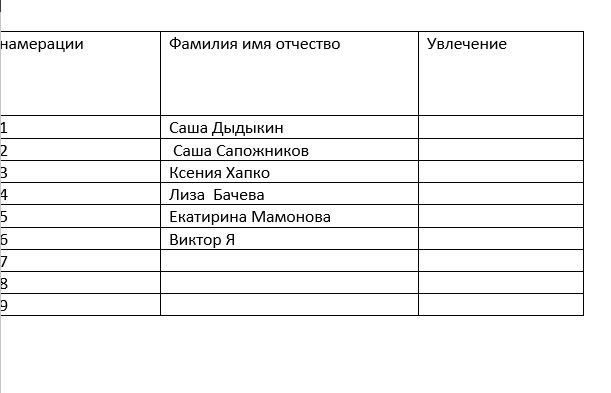 намерации Фамилия имя отчество Увлечение
1 Саша Дыдыкин
2 Саша Сапожников
3 Ксения Хапко
4 Лиза Бачева
5 Екатирина Мамонова
6 Виктор Я
7
8
9